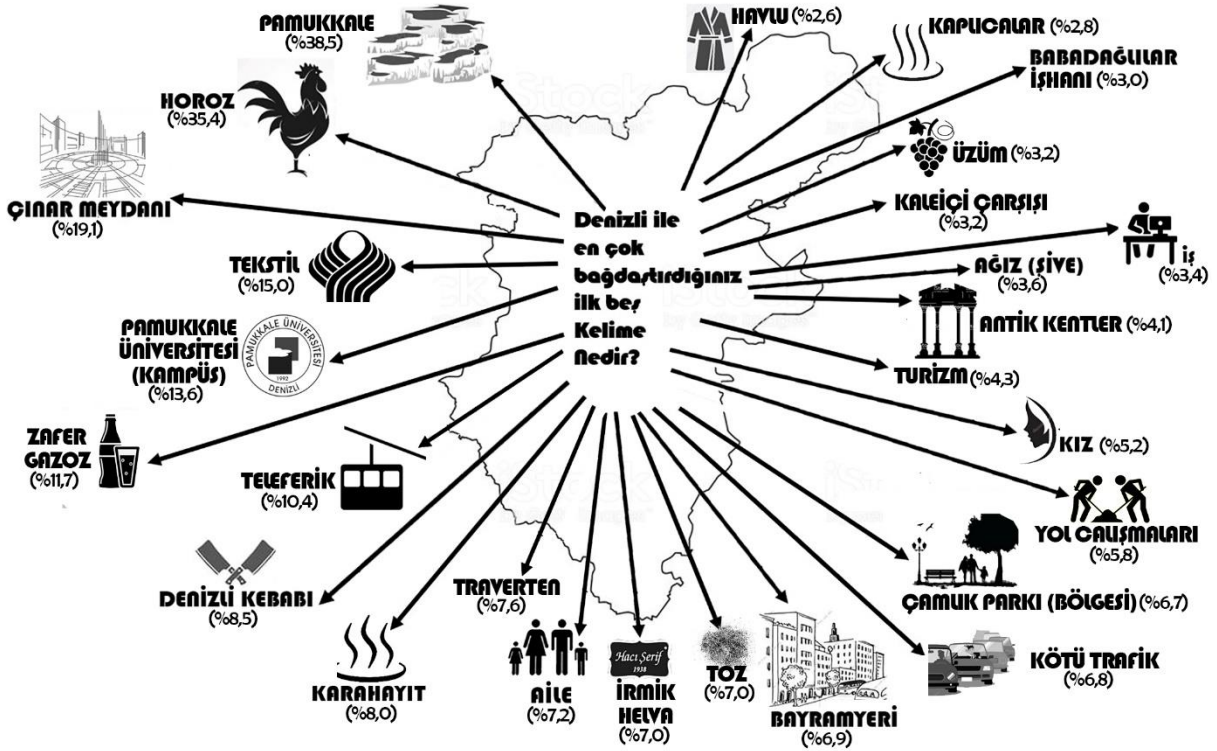 PAMUKKALE
(%38,5)
HAVLU (%2,6)
KAPLICALAR (%2,8)
BABADAĞLILAR
İŞHANI (%3,0)
HOROZ
(%35,4)
ÜZÜM (%3,2)
ÇINAR MEYDANI
(%19,1)
KALEİÇİ ÇARŞISI
(%3,2)
İŞ
(%3,4)
Denizli ile
en çok
bağdaştırdığınız
ilk beş
Kelime
Nedir?
TEKSTİL
(%15,0)
AĞIZ (ŞİVE)
(%3,6)
ANTİK KENTLER (%4,1)
PAMUKKALE
ÜNİVERSİTESİ
(KAMPÜS)
(%13,6)
PAMUKKALE ÜNİVERSİTESİ
1992
DENİZLİ
TURİZM (%4,3)
ZAFER
GAZOZ
(%11,7)
KIZ (%5,2)
TELEFERİK
(%10,4)
YOL CALIŞMALARI
(%5,8)
DENİZLİ KEBABI
(%8,5)
TRAVERTEN
(%7,6)
ÇAMLIK PARKI (BÖLGESİ) (%6,7)
KARAHAYIT
(%8,0)
AİLE
(%7,2)
Hacı Şerif
1938
İRMİK
HELVA
(%7,0)
TOZ
(%7,0)
BAYRAMYERİ
(%6,9)
KÖTÜ TRAFİK
(%6,8)
iStock